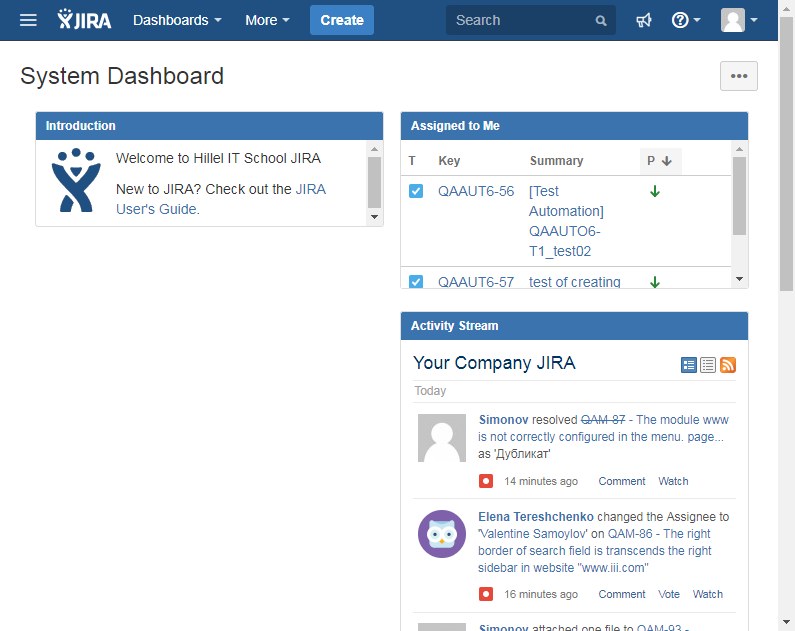 JIRA Dashboards More Create Search
System Dashboard
Introduction
Welcome to Hillel IT School JIRA
New to JIRA? Check out the JIRA
User's Guide.
Assigned to Me
T Key Summary P
QAAUT6-56 [Test
Automation]
QAAUTO6-
T1_test02
QAAUT6-57 test of creating
Activity Stream
Your Company JIRA
Today
Simonov resolved QAM-87 - The module www
is not correctly configured in the menu. page...
as 'Дубликат'
14 minutes ago Comment Watch
Elena Tereshchenko changed the Assignee to
'Valentine Samoylov' on QAM-86 - The right
border of search field is transcends the right
sidebar in website "www.iii.com"
16 minutes ago Comment Vote Watch
Simonov attached one file to QAM-93 -